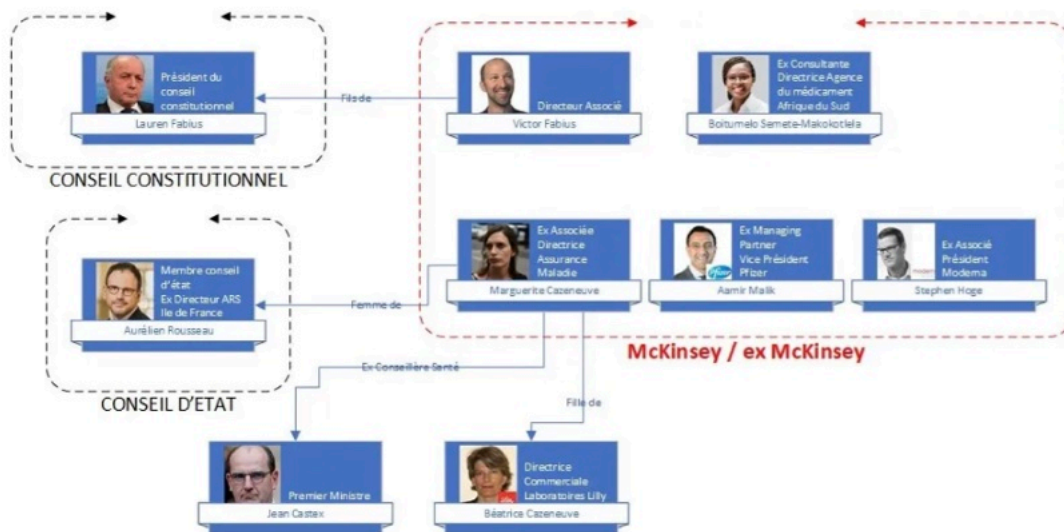 Président du
conseil
constitutionnel
Lauren Fabius
Fils de
Directeur Associé
Victor Fabius
Ex Consultante
Directrice Agence
du médicament
Afrique du Sud
Boitumelo Semete-Makokotlela
CONSEIL CONSTITUTIONNEL
Membre conseil
d'état
Ex Directeur ARS
Ile de France
Aurélien Rousseau
Femme de
Ex Associée
Directrice
Assurance
Maladie
Marguerite Cazeneuve
Ex Managing
Partner
Vice Président
Pfizer
Pfizer
Aamir Malik
Ex Associé
Président
Moderna
Stephen Hoge
McKinsey / ex McKinsey
CONSEIL D'ETAT
Ex Conseillère Santé
Fille de
Premier Ministre
Jean Castex
Directrice
Commerciale
Laboratoires Lilly
Béatrice Cazeneuve